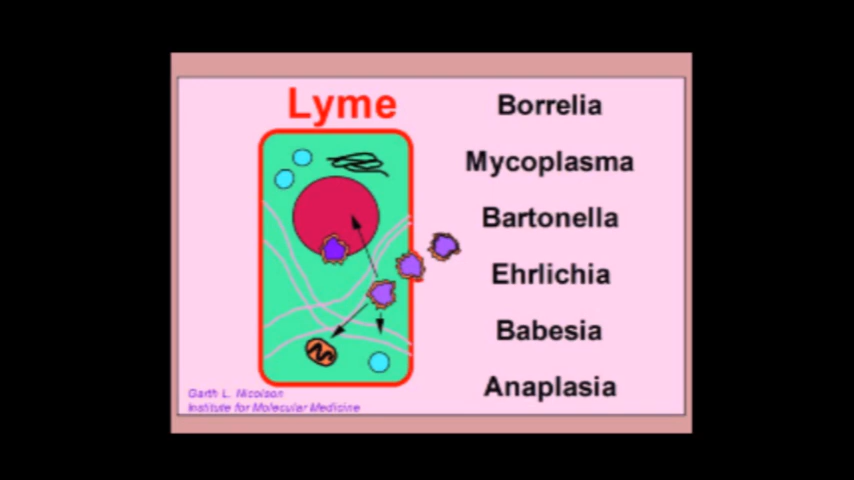 Lyme
Borrelia
Mycoplasma
Bartonella
Ehrlichia
Babesia
Anaplasia
Garth L. Nicolson
Institute for Molecular Medicine